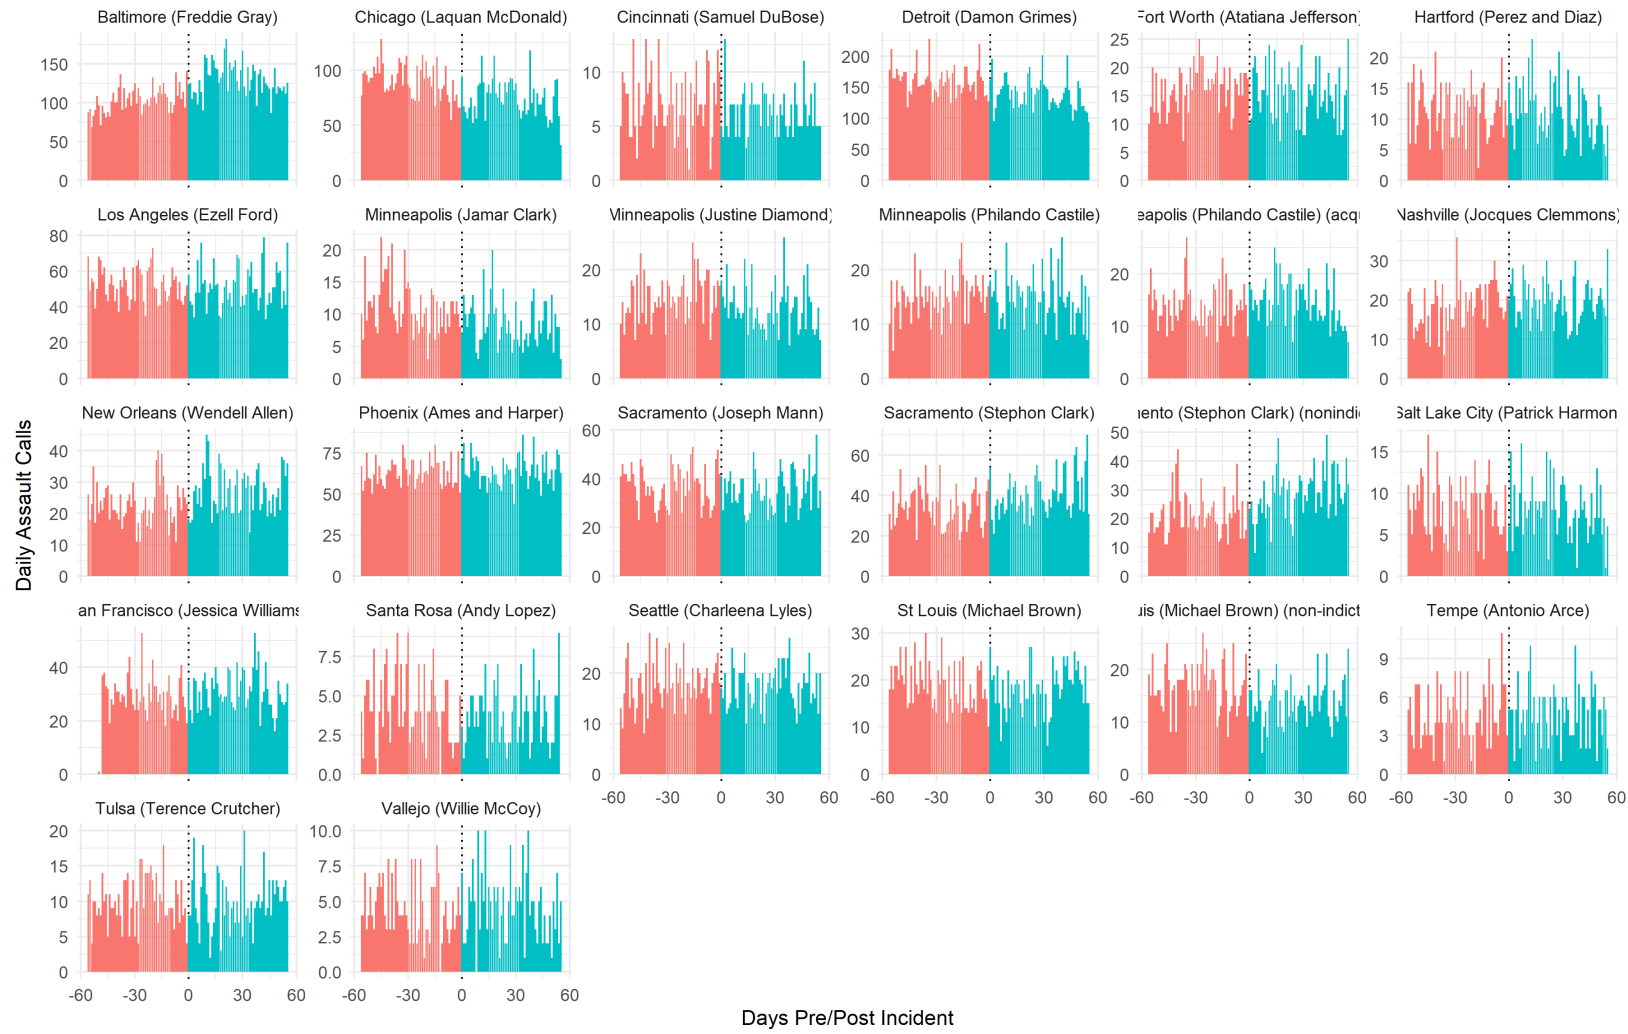 Baltimore (Freddie Gray) Chicago (Laquan McDonald) Cincinnati (Samuel DuBose) Detroit (Damon Grimes) Fort Worth (Atatiana Jefferson) Hartford (Perez and Diaz)
150 100 50 0
100 50 0
10 5 0
200 150 100 50 0
25 20 15 10 5 0
20 15 10 5 0
Los Angeles (Ezell Ford) Minneapolis (Jamar Clark) Minneapolis (Justine Diamond) Minneapolis (Philando Castile) eapolis (Philando Castile) (acqu Nashville (Jocques Clemmons)
80 60 40 20 0
20 15 10 5 0
20 10 0
20 10 0
20 10 0
30 20 10 0
New Orleans (Wendell Allen) Phoenix (Ames and Harper) Sacramento (Joseph Mann) Sacramento (Stephon Clark) nento (Stephon Clark) (nonindic Salt Lake City (Patrick Harmon
40 30 20 10 0
75 50 25 0
60 40 20 0
60 40 20 0
50 40 30 20 10 0
15 10 5 0
an Francisco (Jessica Williams Santa Rosa (Andy Lopez) Seattle (Charleena Lyles) St Louis (Michael Brown) uis (Michael Brown) (non-indict Tempe (Antonio Arce)
40 20 0
7.5 5.0 2.5 0.0
20 10 0
30 20 10 0
20 10 0
9 6 3 0
-60 -30 0 30 60 -60 -30 0 30 60 -60 -30 0 30 60 -60 -30 0 30 60
Tulsa (Terence Crutcher) Vallejo (Willie McCoy)
20 15 10 5 0
10.0 7.5 5.0 2.5 0.0
-60 -30 0 30 60 -60 -30 0 30 60
Daily Assault Calls
Days Pre/Post Incident